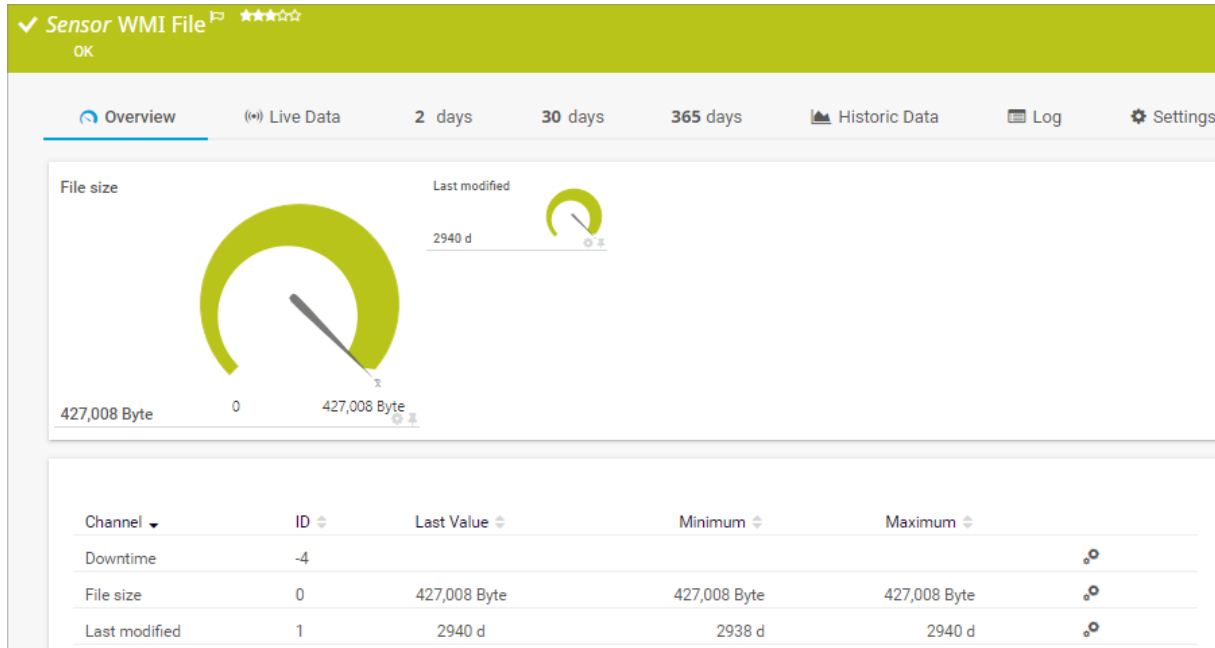 Sensor WMI File
OK
Overview Live Data 2 days 30 days 365 days Historic Data Log Settings
File size
Last modified
2940 d
427,008 Byte 0 427,008 Byte
Channel ID Last Value Minimum Maximum
Downtime -4
File size 0 427,008 Byte 427,008 Byte 427,008 Byte
Last modified 1 2940 d 2938 d 2940 d